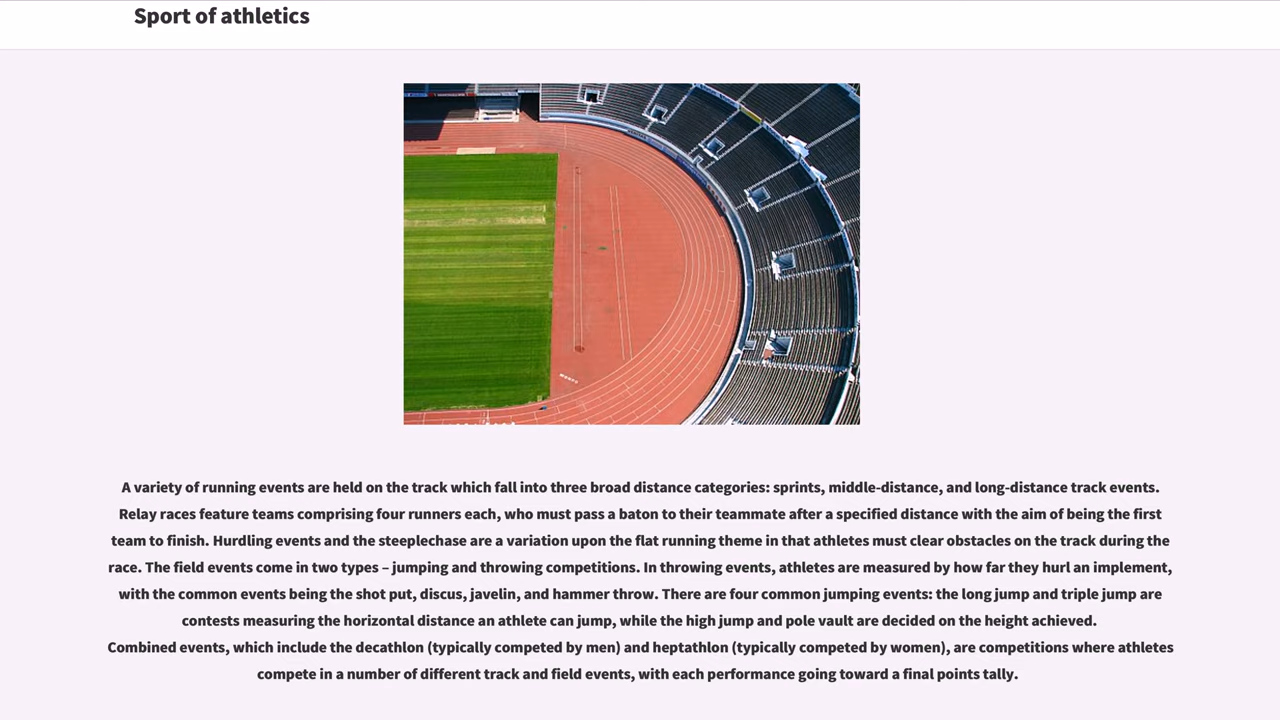 Sport of athletics
A variety of running events are held on the track which fall into three broad distance categories: sprints, middle-distance, and long-distance track events.
Relay races feature teams comprising four runners each, who must pass a baton to their teammate after a specified distance with the aim of being the first
team to finish. Hurdling events and the steeplechase are a variation upon the flat running theme in that athletes must clear obstacles on the track during the
race. The field events come in two types – jumping and throwing competitions. In throwing events, athletes are measured by how far they hurl an implement,
with the common events being the shot put, discus, javelin, and hammer throw. There are four common jumping events: the long jump and triple jump are
contests measuring the horizontal distance an athlete can jump, while the high jump and pole vault are decided on the height achieved.
Combined events, which include the decathlon (typically competed by men) and heptathlon (typically competed by women), are competitions where athletes
compete in a number of different track and field events, with each performance going toward a final points tally.